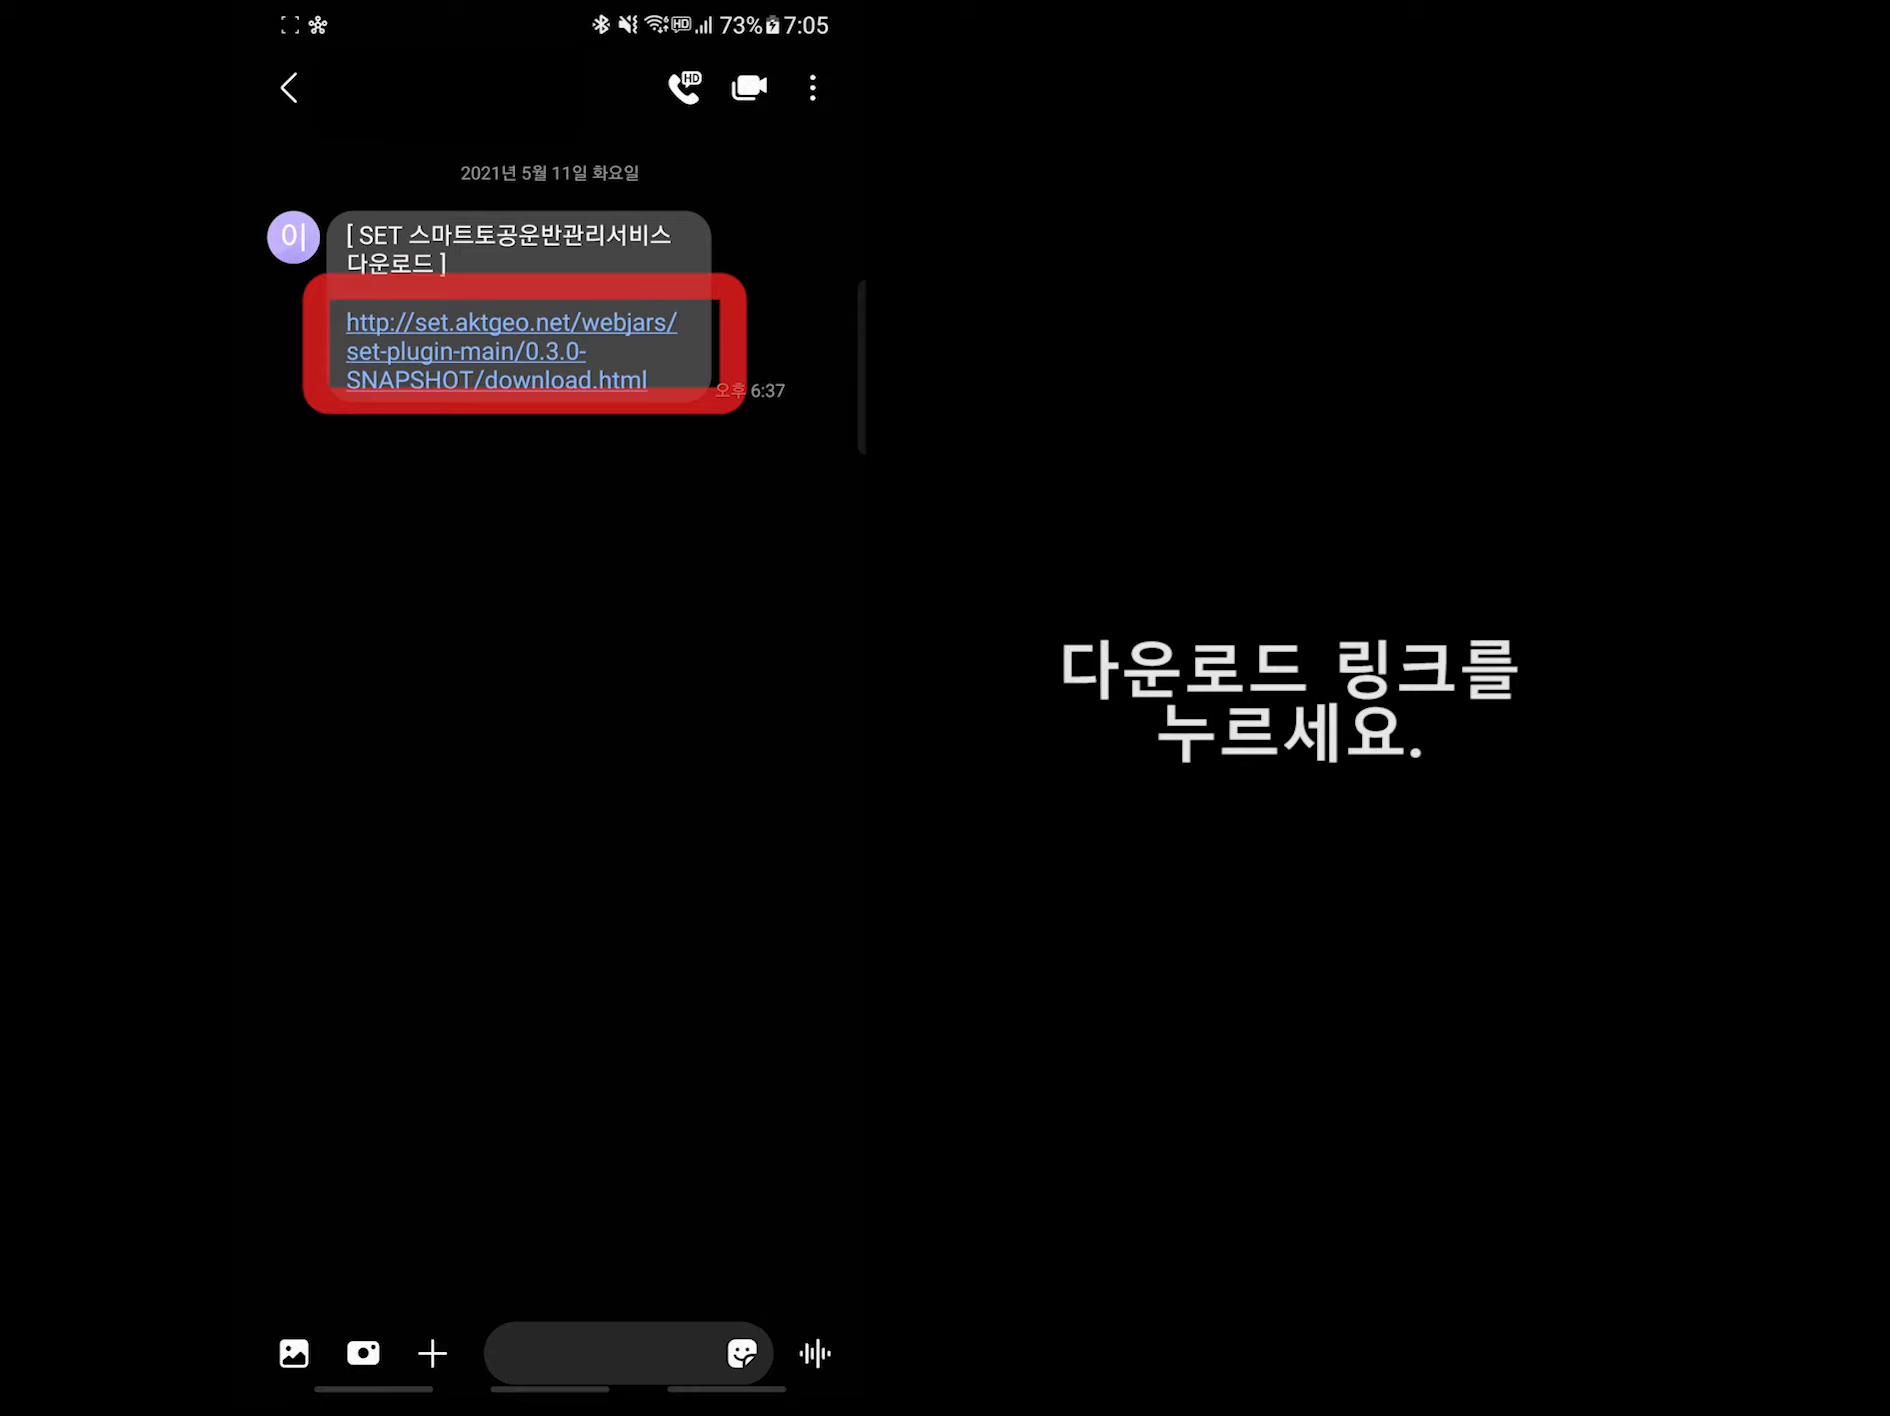 73% 7:05
HD
2021년 5월 11일 화요일
이
[ SET 스마트토공운반관리서비스
다운로드 ]
http://set.aktgeo.net/webjars/
set-plugin-main/0.3.0-
SNAPSHOT/download.html
오후 6:37
다운로드 링크를
누르세요.